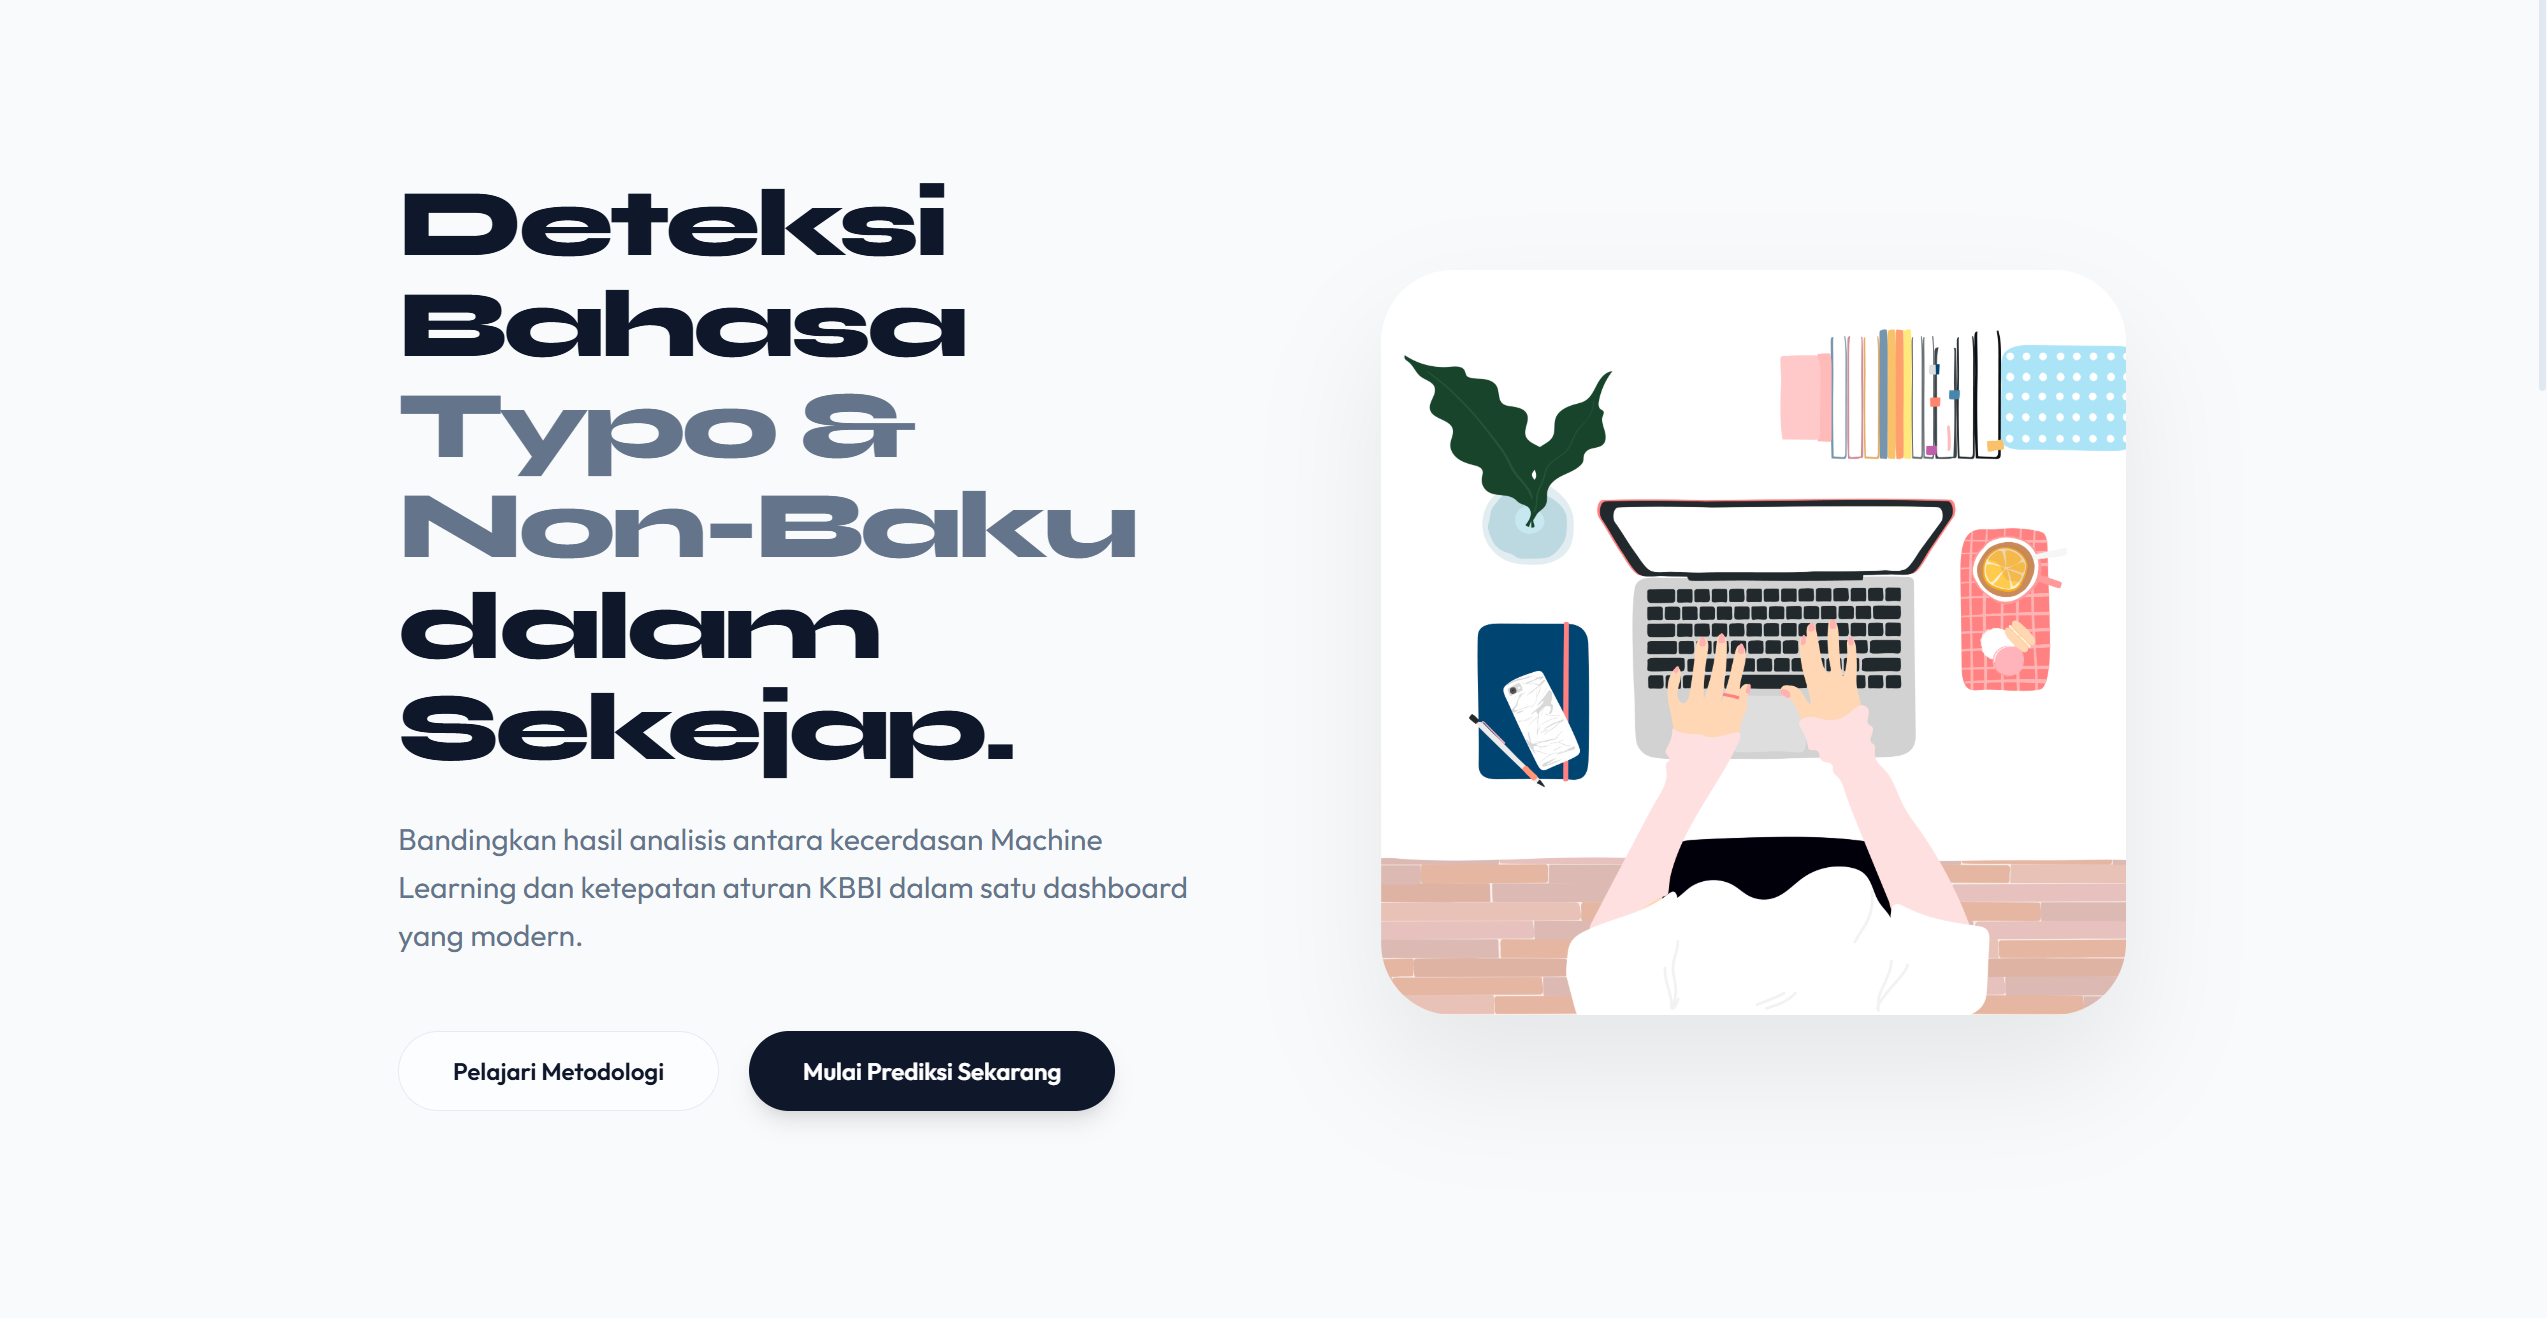 Deteksi
Bahasa
Typo &
Non-Baku
dalam
Sekejap.
Bandingkan hasil analisis antara kecerdasan Machine
Learning dan ketepatan aturan KBBI dalam satu dashboard
yang modern.
Pelajari Metodologi
Mulai Prediksi Sekarang